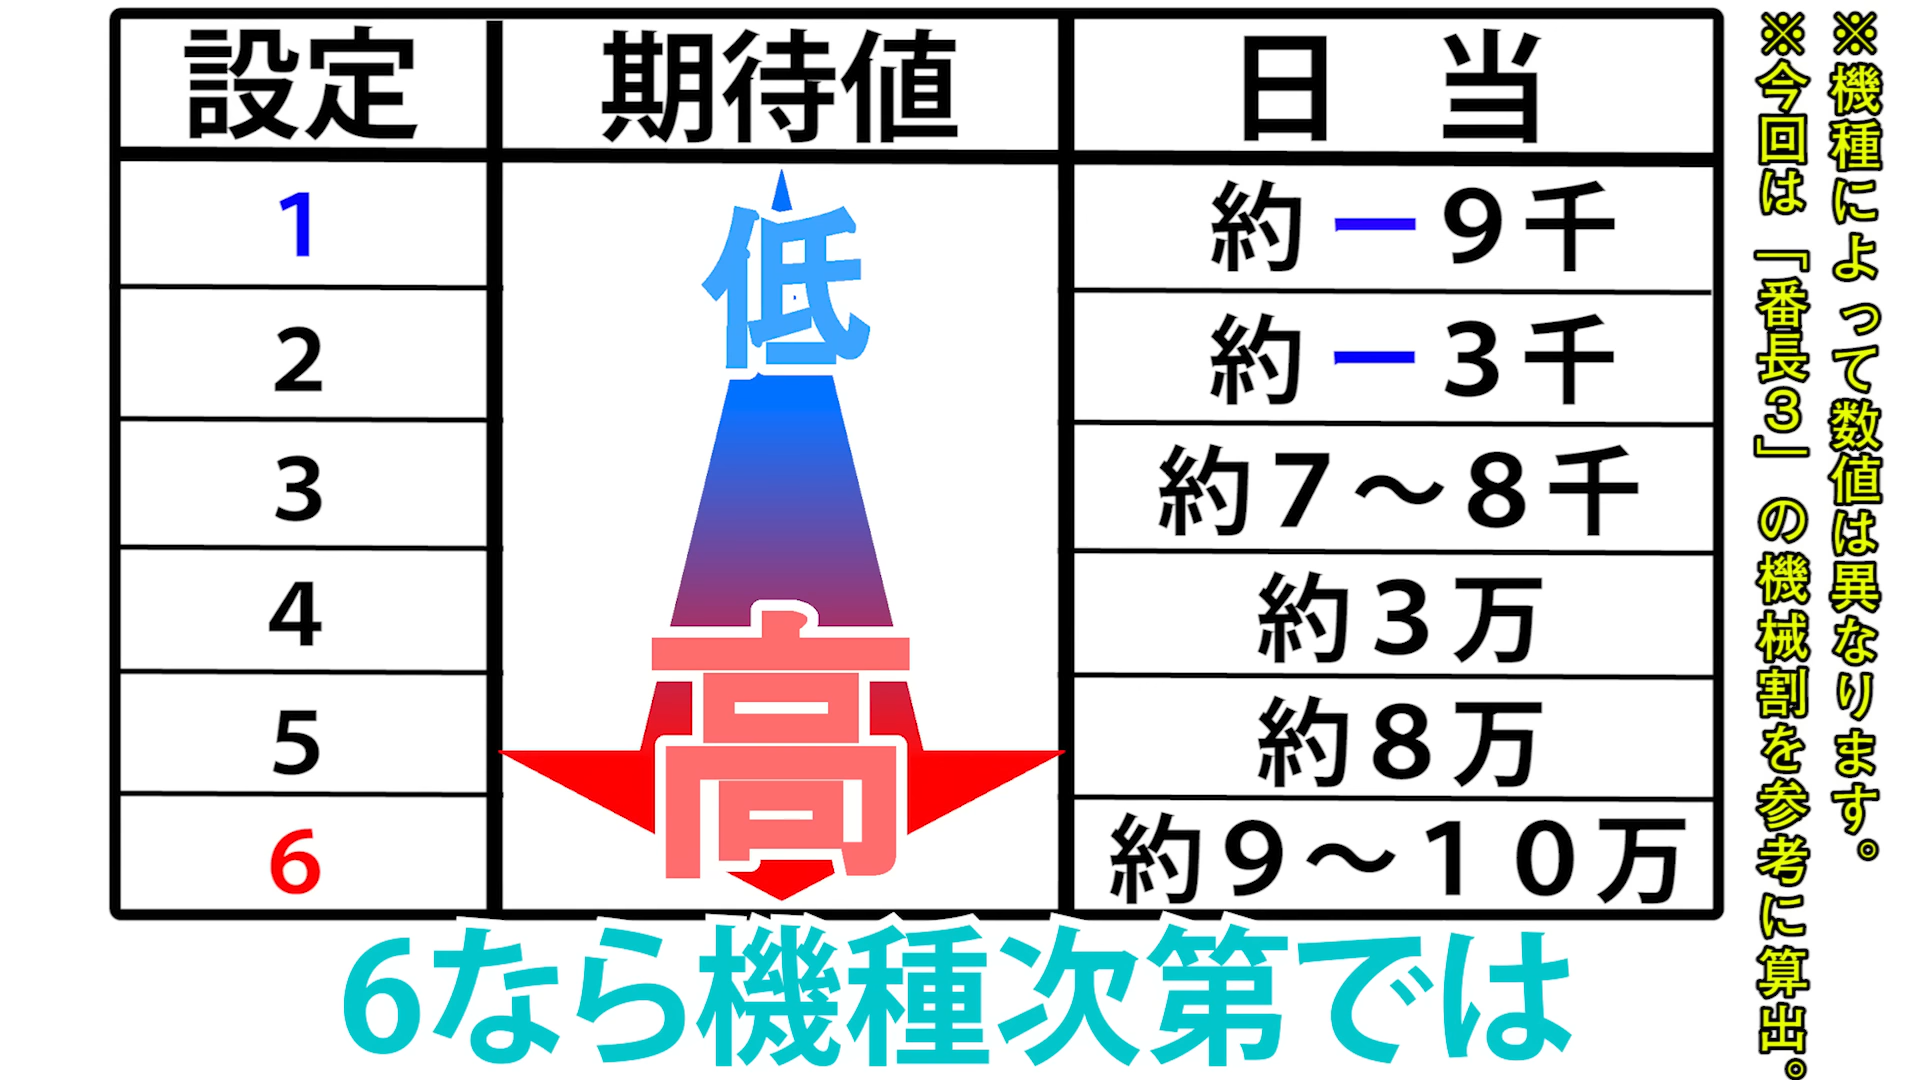 設定 期待値 日当
1 約－9千
2 約－3千
3 約7～8千
4 約3万
5 約8万
6 約9～10万
低
高
※機種によって数値は異なります。
※今回は「番長3」の機械割を参考に算出。
6なら機種次第では